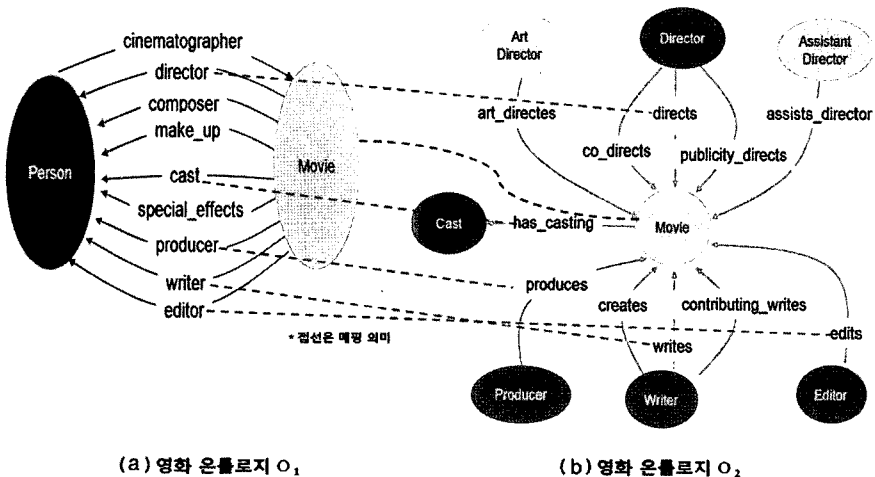 cinematographer
director
composer
make_up
cast
special_effects
producer
writer
editor
Person
Movie
* 점선은 매핑 의미
(a) 영화 온톨로지 O₁
Art
Director
Director
Assistant
Director
art_directes
directs
assists_director
co_directs
publicity_directs
Cast
has_casting
Movie
produces
creates
contributing_writes
writes
edits
Producer
Writer
Editor
(b) 영화 온톨로지 O₂